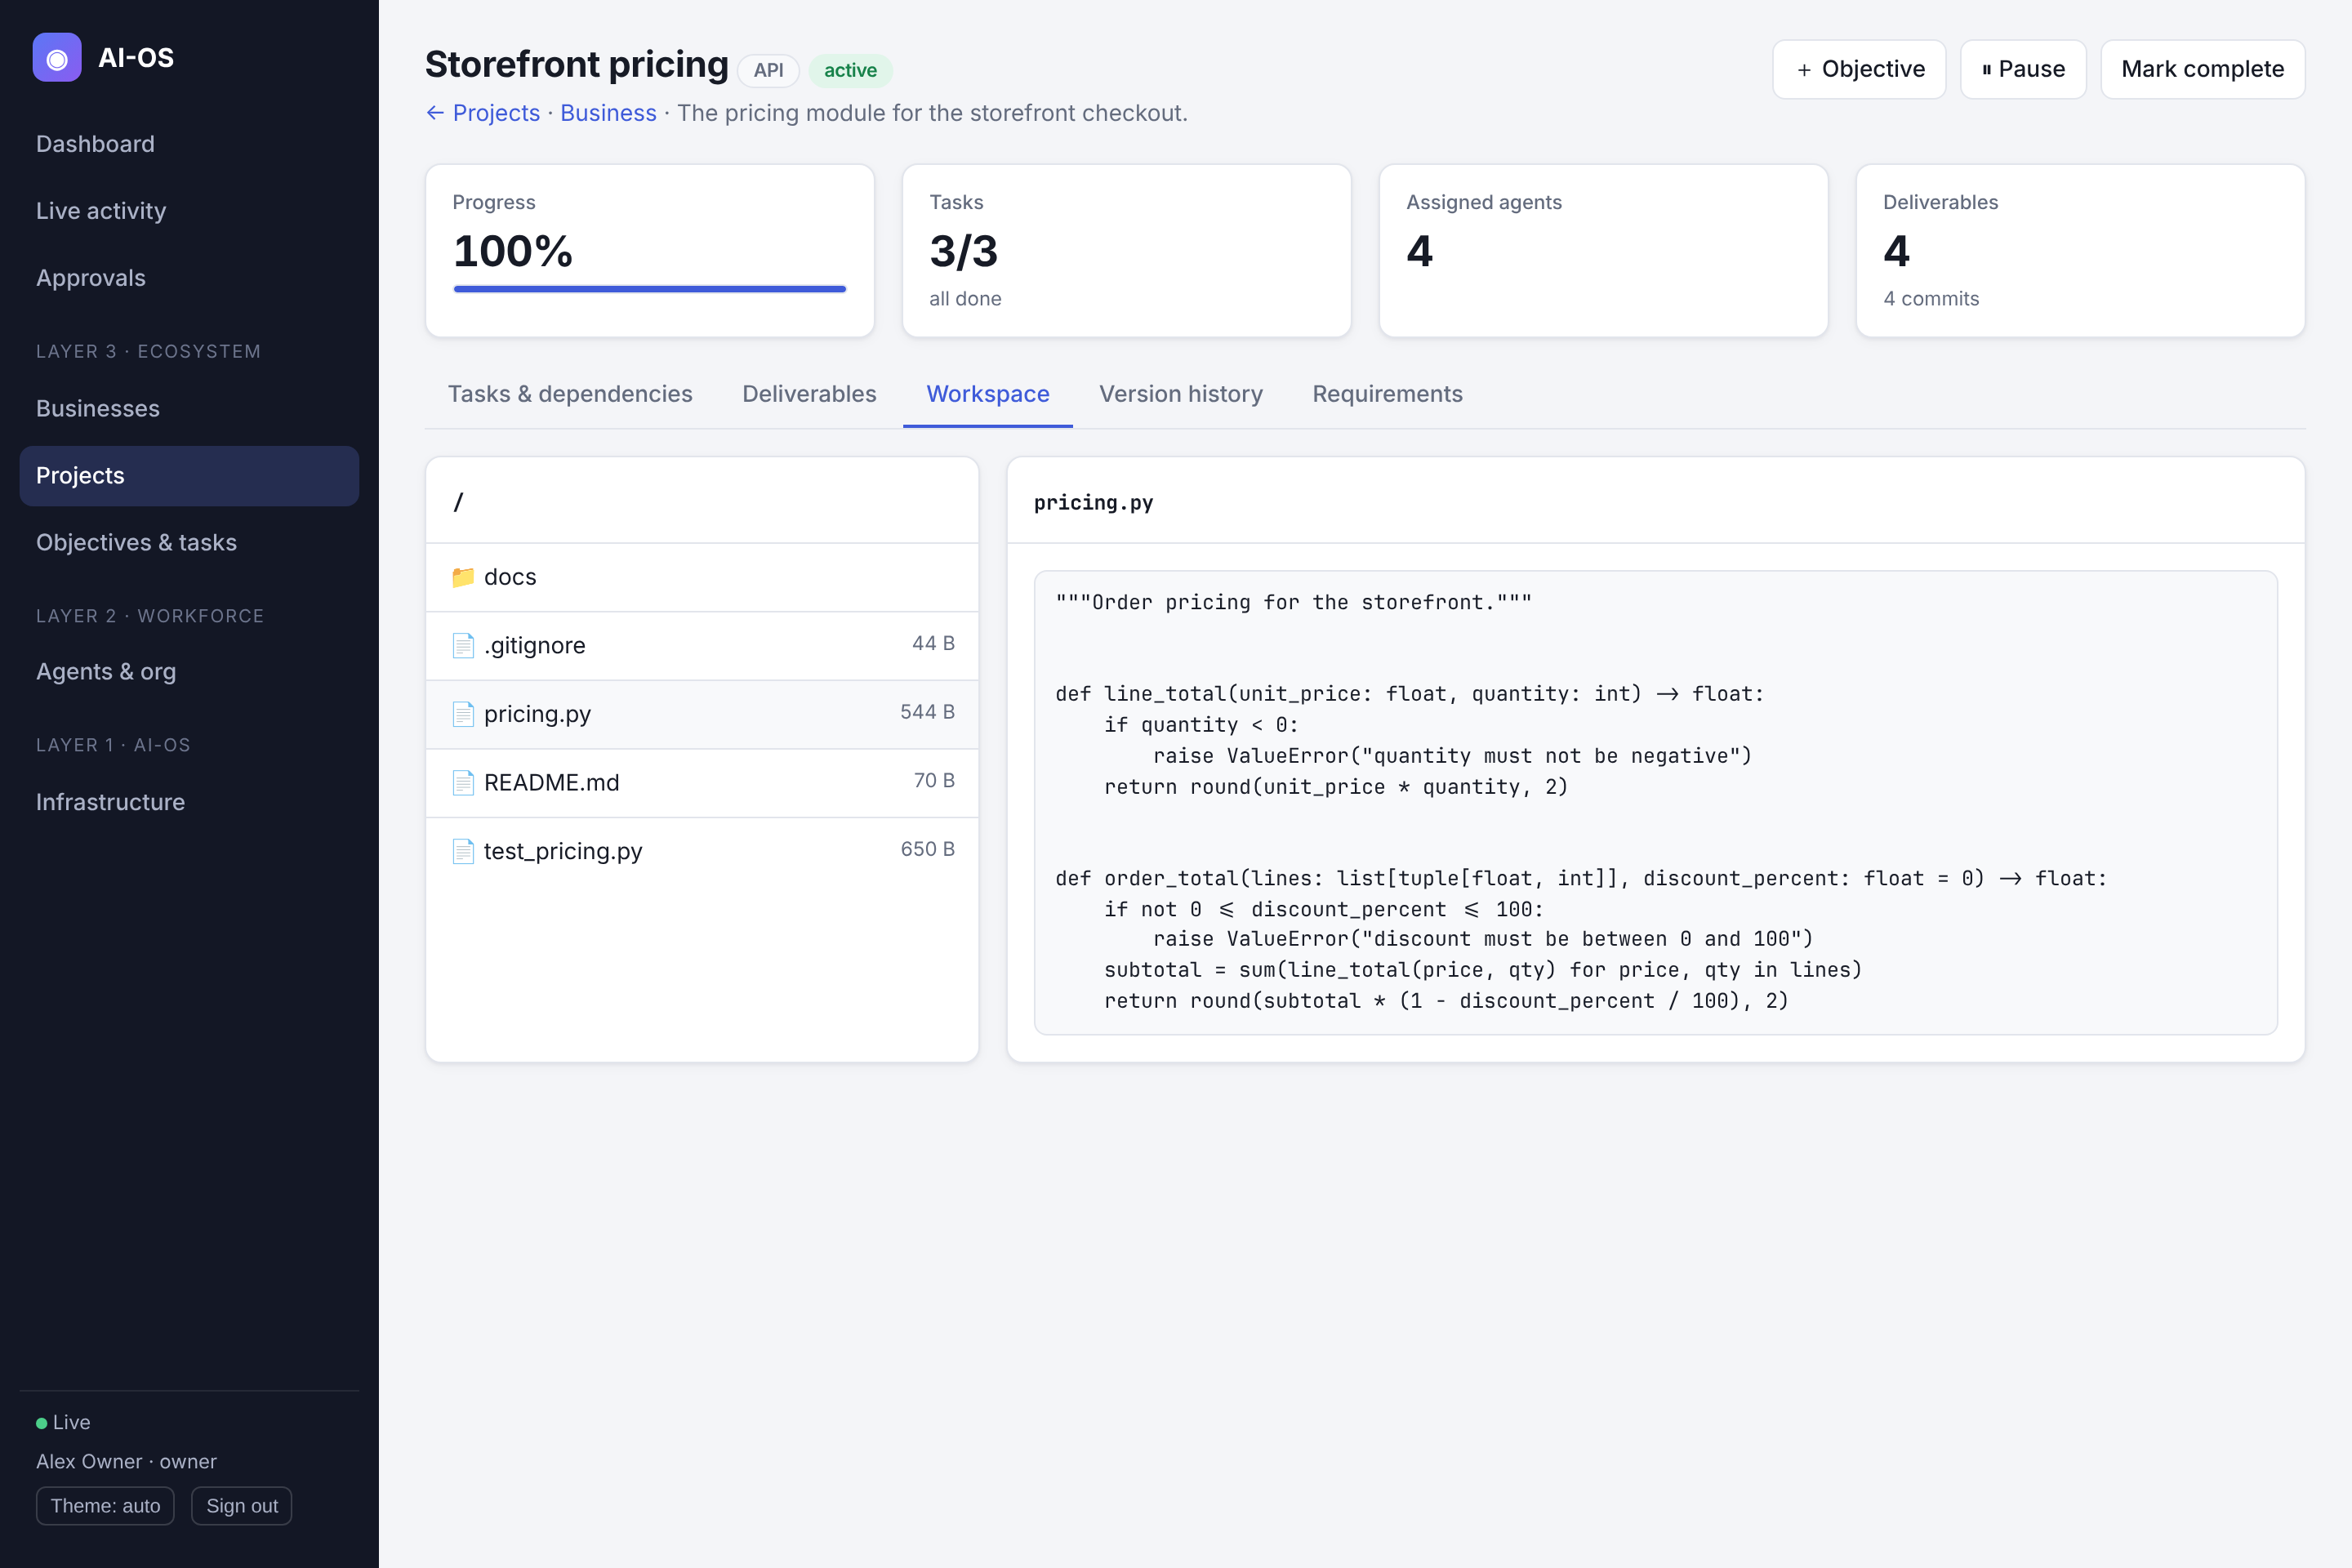 AI-OS
Dashboard
Live activity
Approvals
LAYER 3 · ECOSYSTEM
Businesses
Projects
Objectives & tasks
LAYER 2 · WORKFORCE
Agents & org
LAYER 1 · AI-OS
Infrastructure
Live
Alex Owner · owner
Theme: auto
Sign out
Storefront pricing API active
← Projects · Business · The pricing module for the storefront checkout.
+ Objective
⏸ Pause
Mark complete
Progress
100%
Tasks
3/3
all done
Assigned agents
4
Deliverables
4
4 commits
Tasks & dependencies
Deliverables
Workspace
Version history
Requirements
/
docs
.gitignore 44 B
pricing.py 544 B
README.md 70 B
test_pricing.py 650 B
pricing.py
"""Order pricing for the storefront."""
def line_total(unit_price: float, quantity: int) -> float:
    if quantity < 0:
        raise ValueError("quantity must not be negative")
    return round(unit_price * quantity, 2)
def order_total(lines: list[tuple[float, int]], discount_percent: float = 0) -> float:
    if not 0 <= discount_percent <= 100:
        raise ValueError("discount must be between 0 and 100")
    subtotal = sum(line_total(price, qty) for price, qty in lines)
    return round(subtotal * (1 - discount_percent / 100), 2)